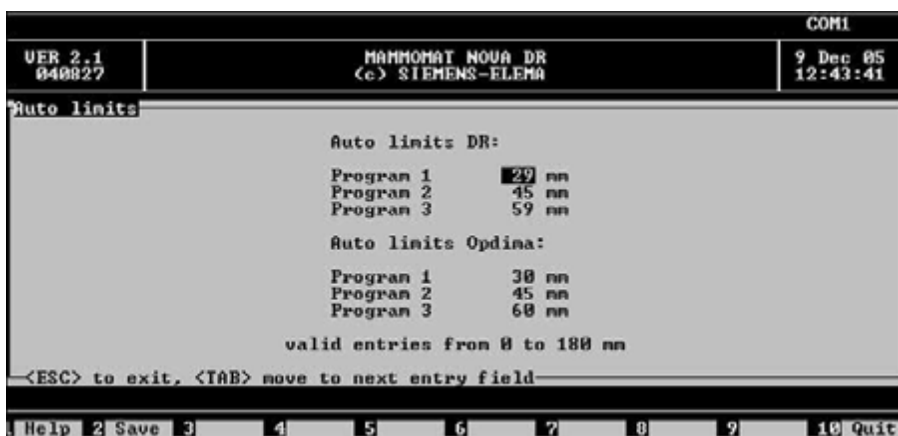 COM1
VER 2.1 MAMMOMAT NOVA DR 9 Dec 05
040827 (c) SIEMENS-ELEMA 12:43:41
Auto limits
Auto limits DR:
Program 1 29 mm
Program 2 45 mm
Program 3 59 mm
Auto limits Opdima:
Program 1 30 mm
Program 2 45 mm
Program 3 60 mm
valid entries from 0 to 180 mm
<ESC> to exit, <TAB> move to next entry field
1 Help 2 Save 3 4 5 6 7 8 9 10 Quit